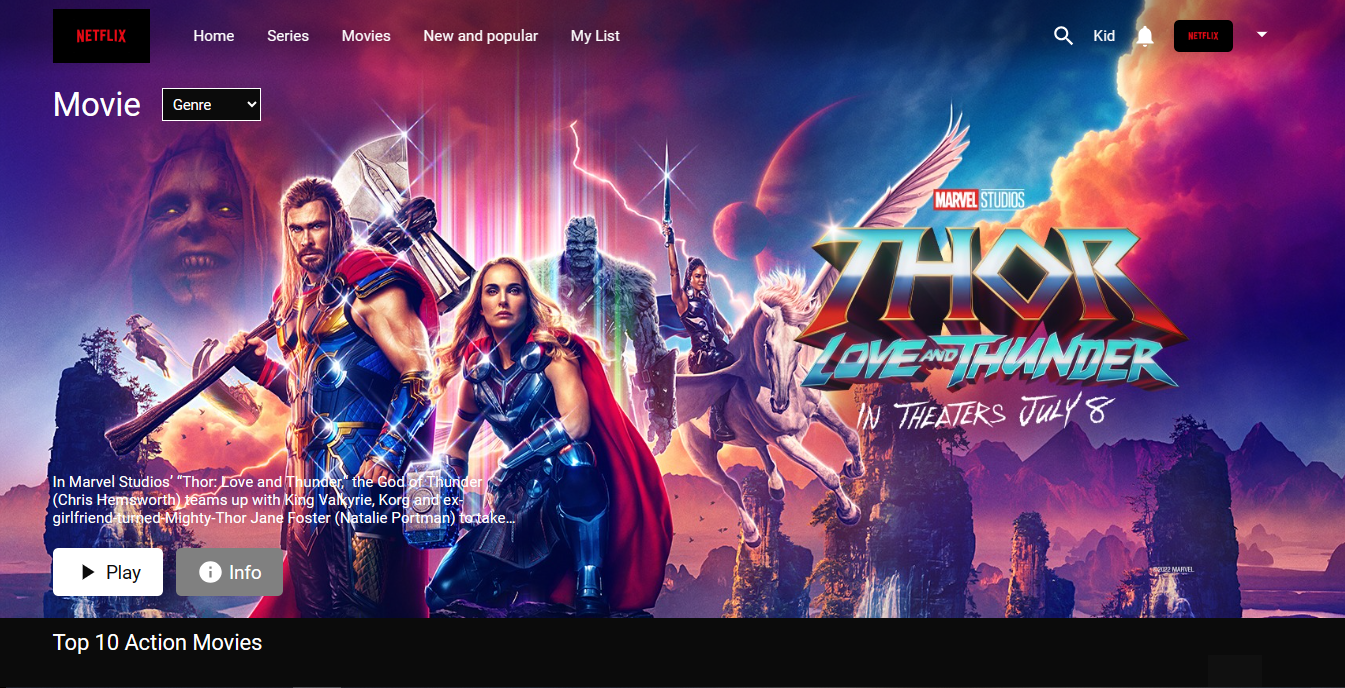 NETFLIX
Home
Series
Movies
New and popular
My List
Kid
NETFLIX
Movie
Genre
MARVEL STUDIOS
THOR
LOVE AND THUNDER
IN THEATERS JULY 8
In Marvel Studios’ “Thor: Love and Thunder,” the God of Thunder
(Chris Hemsworth) teams up with King Valkyrie, Korg and ex-
girlfriend-turned-Mighty-Thor Jane Foster (Natalie Portman) to take...
Play
Info
©2022 MARVEL
Top 10 Action Movies